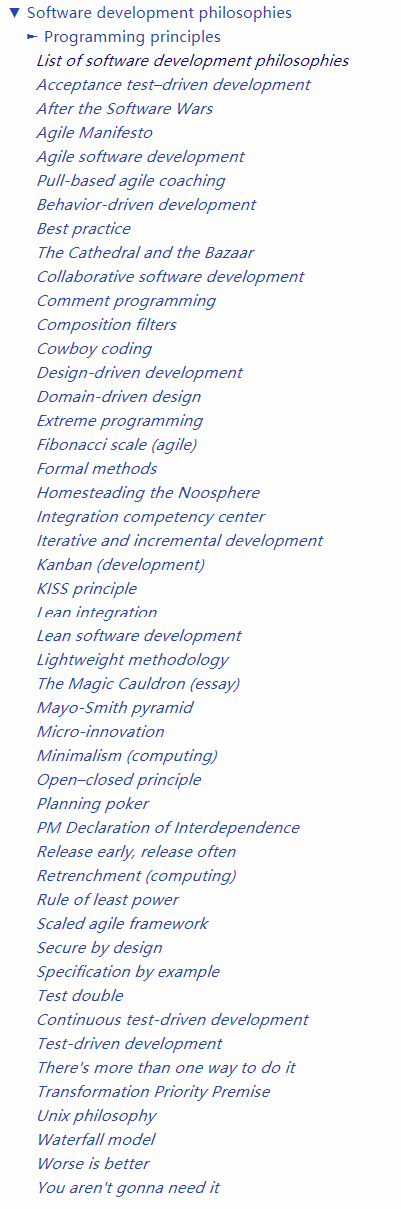 ▼ Software development philosophies
► Programming principles
List of software development philosophies
Acceptance test–driven development
After the Software Wars
Agile Manifesto
Agile software development
Pull-based agile coaching
Behavior-driven development
Best practice
The Cathedral and the Bazaar
Collaborative software development
Comment programming
Composition filters
Cowboy coding
Design-driven development
Domain-driven design
Extreme programming
Fibonacci scale (agile)
Formal methods
Homesteading the Noosphere
Integration competency center
Iterative and incremental development
Kanban (development)
KISS principle
Lean integration
Lean software development
Lightweight methodology
The Magic Cauldron (essay)
Mayo-Smith pyramid
Micro-innovation
Minimalism (computing)
Open–closed principle
Planning poker
PM Declaration of Interdependence
Release early, release often
Retrenchment (computing)
Rule of least power
Scaled agile framework
Secure by design
Specification by example
Test double
Continuous test-driven development
Test-driven development
There's more than one way to do it
Transformation Priority Premise
Unix philosophy
Waterfall model
Worse is better
You aren't gonna need it